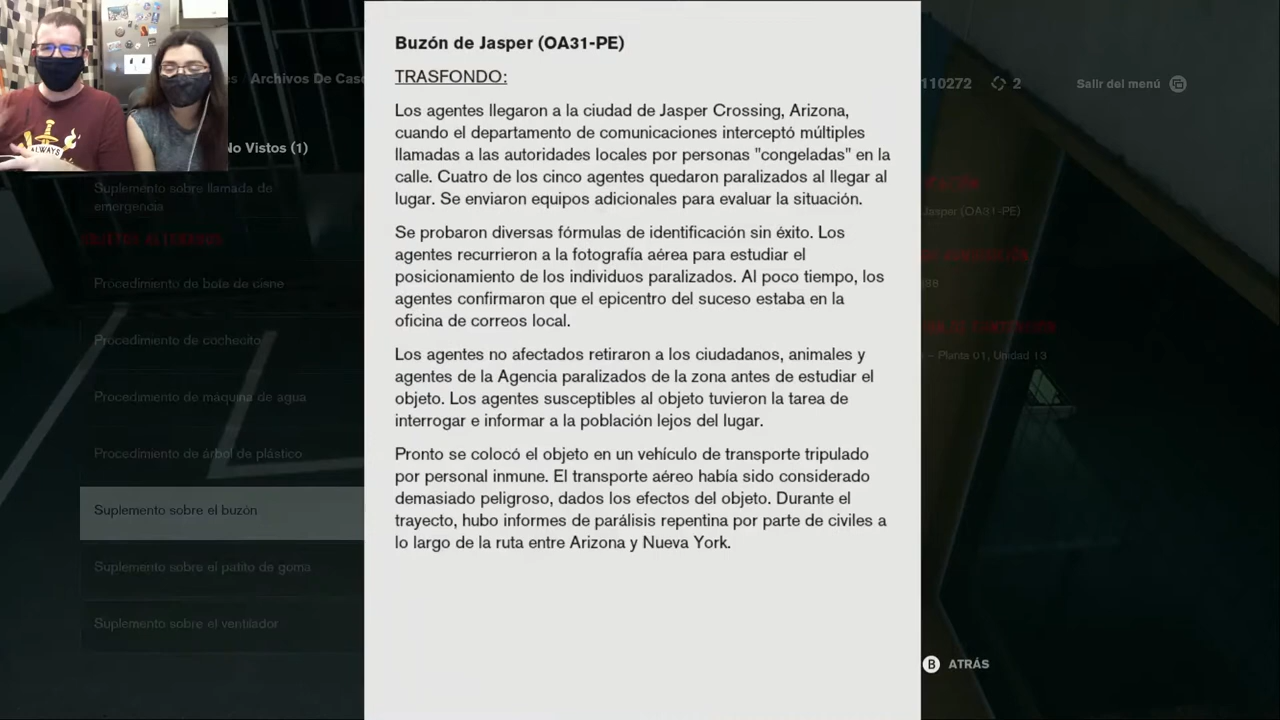 Buzón de Jasper (OA31-PE)
TRASFONDO:
Los agentes llegaron a la ciudad de Jasper Crossing, Arizona,
cuando el departamento de comunicaciones interceptó múltiples
llamadas a las autoridades locales por personas "congeladas" en la
calle. Cuatro de los cinco agentes quedaron paralizados al llegar al
lugar. Se enviaron equipos adicionales para evaluar la situación.
Se probaron diversas fórmulas de identificación sin éxito. Los
agentes recurrieron a la fotografía aérea para estudiar el
posicionamiento de los individuos paralizados. Al poco tiempo, los
agentes confirmaron que el epicentro del suceso estaba en la
oficina de correos local.
Los agentes no afectados retiraron a los ciudadanos, animales y
agentes de la Agencia paralizados de la zona antes de estudiar el
objeto. Los agentes susceptibles al objeto tuvieron la tarea de
interrogar e informar a la población lejos del lugar.
Pronto se colocó el objeto en un vehículo de transporte tripulado
por personal inmune. El transporte aéreo había sido considerado
demasiado peligroso, dados los efectos del objeto. Durante el
trayecto, hubo informes de parálisis repentina por parte de civiles a
lo largo de la ruta entre Arizona y Nueva York.
Archivos De Caso
No Vistos (1)
Suplemento sobre llamada de
emergencia
OBJETOS ALTERADOS
Procedimiento de bota de cisne
Procedimiento de cochecito
Procedimiento de máquina de agua
Procedimiento de árbol de plástico
Suplemento sobre el buzón
Suplemento sobre el patito de goma
Suplemento sobre el ventilador
110272
2
Salir del menú
Jasper (OA31-PE)
88
– Planta 01, Unidad 13
B ATRÁS
ALWAYS